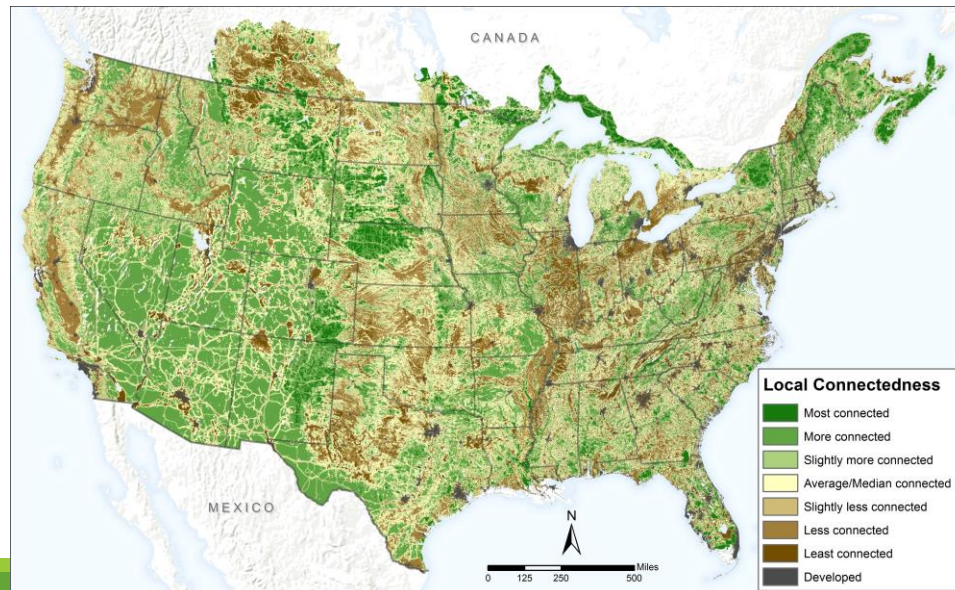 CANADA
MEXICO
N
0 125 250 500 Miles
Local Connectedness
Most connected
More connected
Slightly more connected
Average/Median connected
Slightly less connected
Less connected
Least connected
Developed